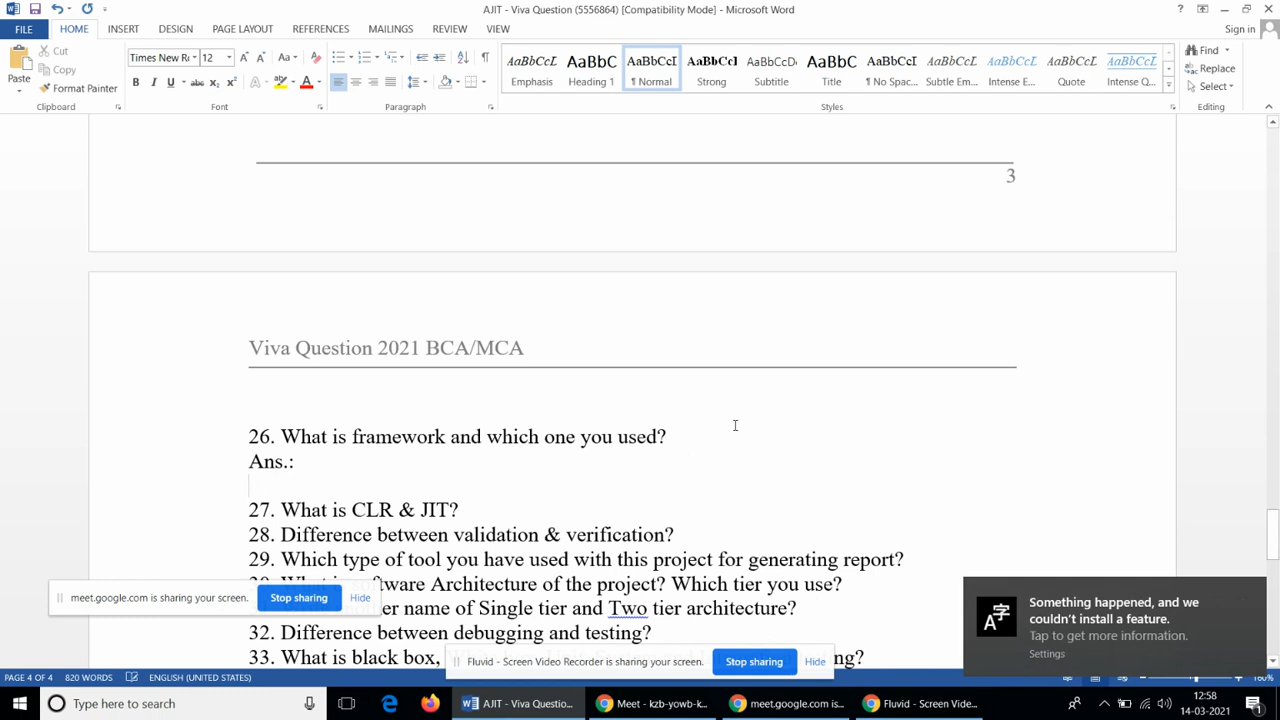 AJIT - Viva Question (5556864) [Compatibility Mode] - Microsoft Word
FILE HOME INSERT DESIGN PAGE LAYOUT REFERENCES MAILINGS REVIEW VIEW Sign in
Paste
Cut
Copy
Format Painter
Clipboard
Times New Ro 12
Font
Paragraph
AaBbCcL AaBbC AaBbCcI AaBbCcL AaBbCcD AaBbC AaBbCcI AaBbCcL AaBbCcI AaBbCcL AaBbCcL
Emphasis Heading 1 ¶ Normal Strong Subtitle Title ¶ No Spac... Subtle Em... Intense E... Quote Intense Q...
Styles
Find
Replace
Select
Editing
3
Viva Question 2021 BCA/MCA
26. What is framework and which one you used?
Ans.:
27. What is CLR & JIT?
28. Difference between validation & verification?
29. Which type of tool you have used with this project for generating report?
Architecture of the project? Which tier you use?
name of Single tier and Two tier architecture?
32. Difference between debugging and testing?
33. What is black box,
meet.google.com is sharing your screen. Stop sharing Hide
Fluvid - Screen Video Recorder is sharing your screen. Stop sharing Hide
Something happened, and we
couldn't install a feature.
Tap to get more information.
Settings
PAGE 4 OF 4 820 WORDS ENGLISH (UNITED STATES) 160%
Type here to search
AJIT - Viva Questio...
Meet - kzb-yowb-k...
meet.google.com is...
Fluvid - Screen Vide...
12:58
14-03-2021